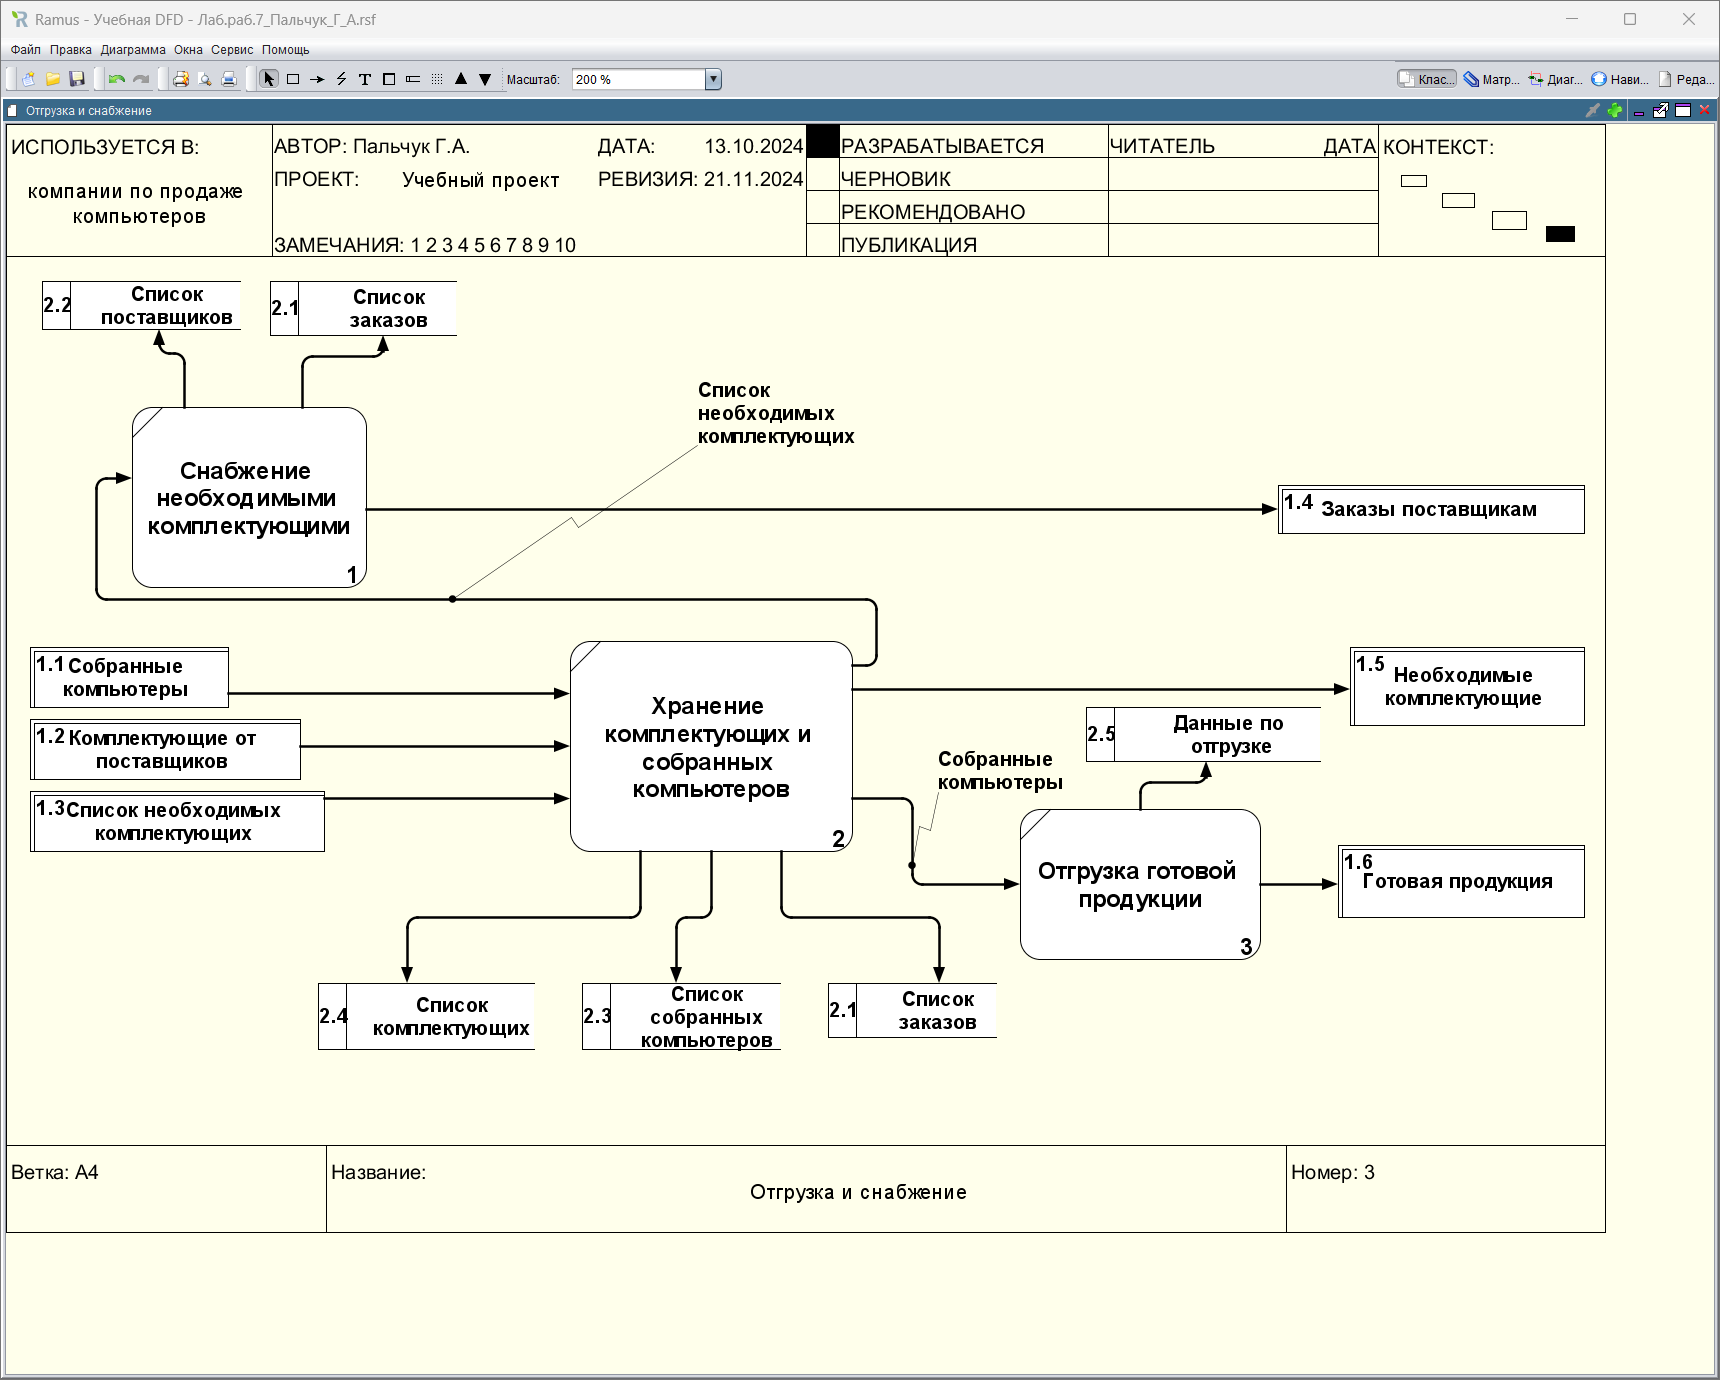 Ramus - Учебная DFD - Лаб.раб.7_Пальчук_Г_А.rsf
Файл Правка Диаграмма Окна Сервис Помощь
Масштаб: 200 % Клас... Матр... Диаг... Нави... Реда...
Отгрузка и снабжение
ИСПОЛЬЗУЕТСЯ В:
компании по продаже
компьютеров
АВТОР: Пальчук Г.А. ДАТА: 13.10.2024
ПРОЕКТ: Учебный проект РЕВИЗИЯ: 21.11.2024
ЗАМЕЧАНИЯ: 1 2 3 4 5 6 7 8 9 10
РАЗРАБАТЫВАЕТСЯ
ЧЕРНОВИК
РЕКОМЕНДОВАНО
ПУБЛИКАЦИЯ
ЧИТАТЕЛЬ ДАТА
КОНТЕКСТ:
2.2 Список
поставщиков
2.1 Список
заказов
Список
необходимых
комплектующих
Снабжение
необходимыми
комплектующими
1
1.4 Заказы поставщикам
1.1 Собранные
компьютеры
1.2 Комплектующие от
поставщиков
1.3 Список необходимых
комплектующих
Хранение
комплектующих и
собранных
компьютеров
2
1.5 Необходимые
комплектующие
2.5 Данные по
отгрузке
Собранные
компьютеры
Отгрузка готовой
продукции
3
1.6
Готовая продукция
2.4 Список
комплектующих
2.3 Список
собранных
компьютеров
2.1 Список
заказов
Ветка: A4
Название:
Отгрузка и снабжение
Номер: 3